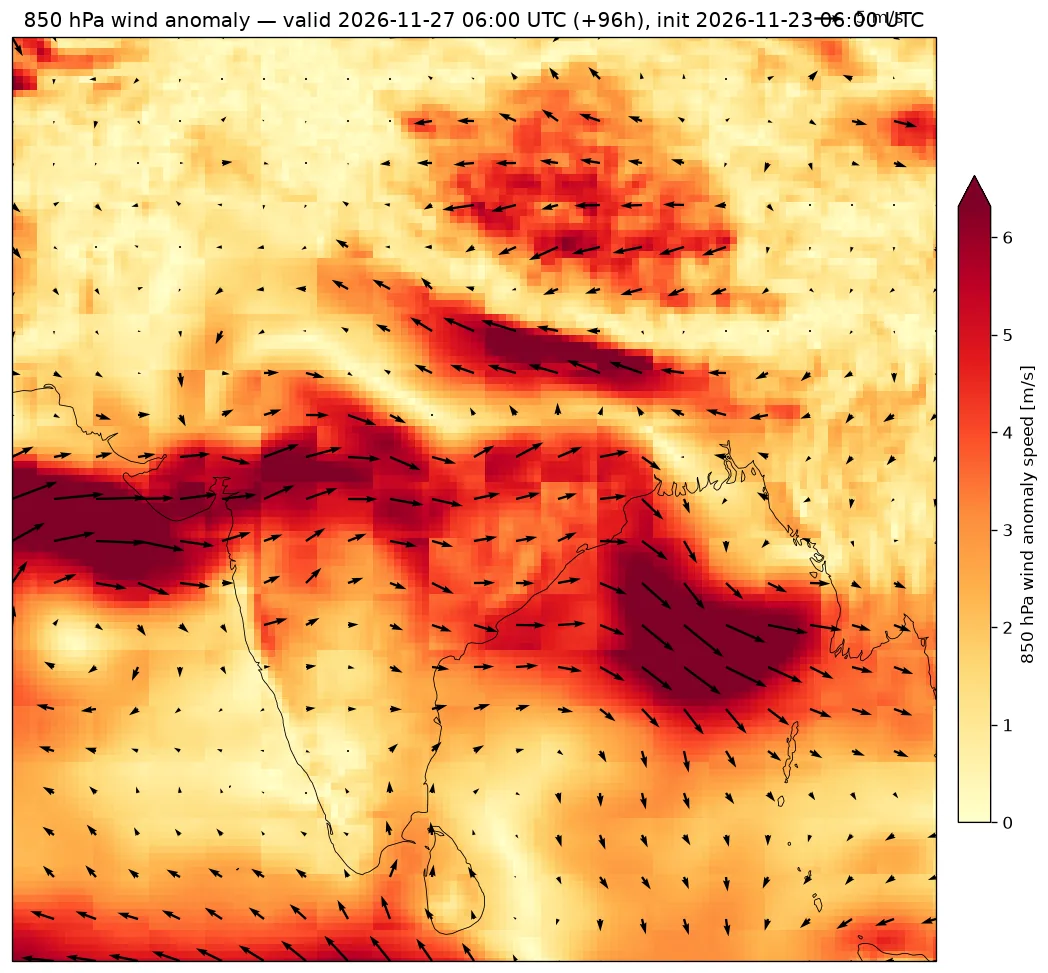 850 hPa wind anomaly — valid 2026-11-27 06:00 UTC (+96h), init 2026-11-23 06:00 UTC
5 m/s
6
5
4
3
2
1
0
850 hPa wind anomaly speed [m/s]